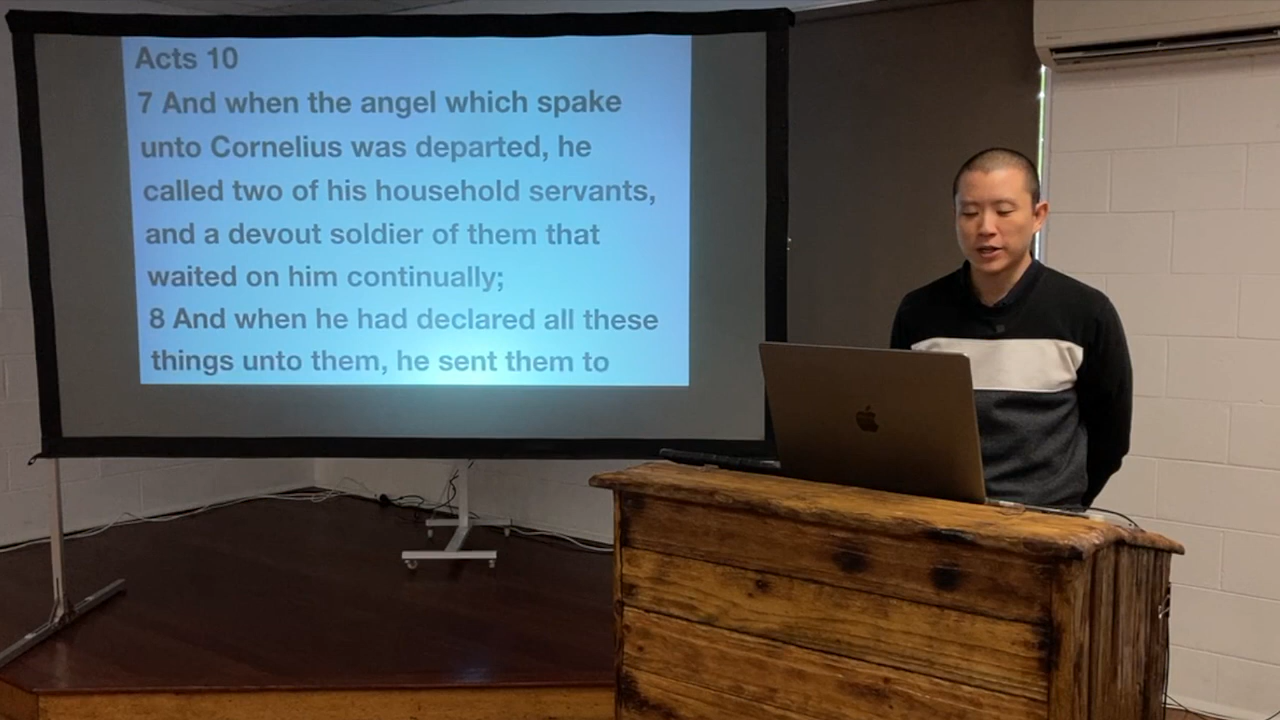 Acts 10
7 And when the angel which spake
unto Cornelius was departed, he
called two of his household servants,
and a devout soldier of them that
waited on him continually;
8 And when he had declared all these
things unto them, he sent them to